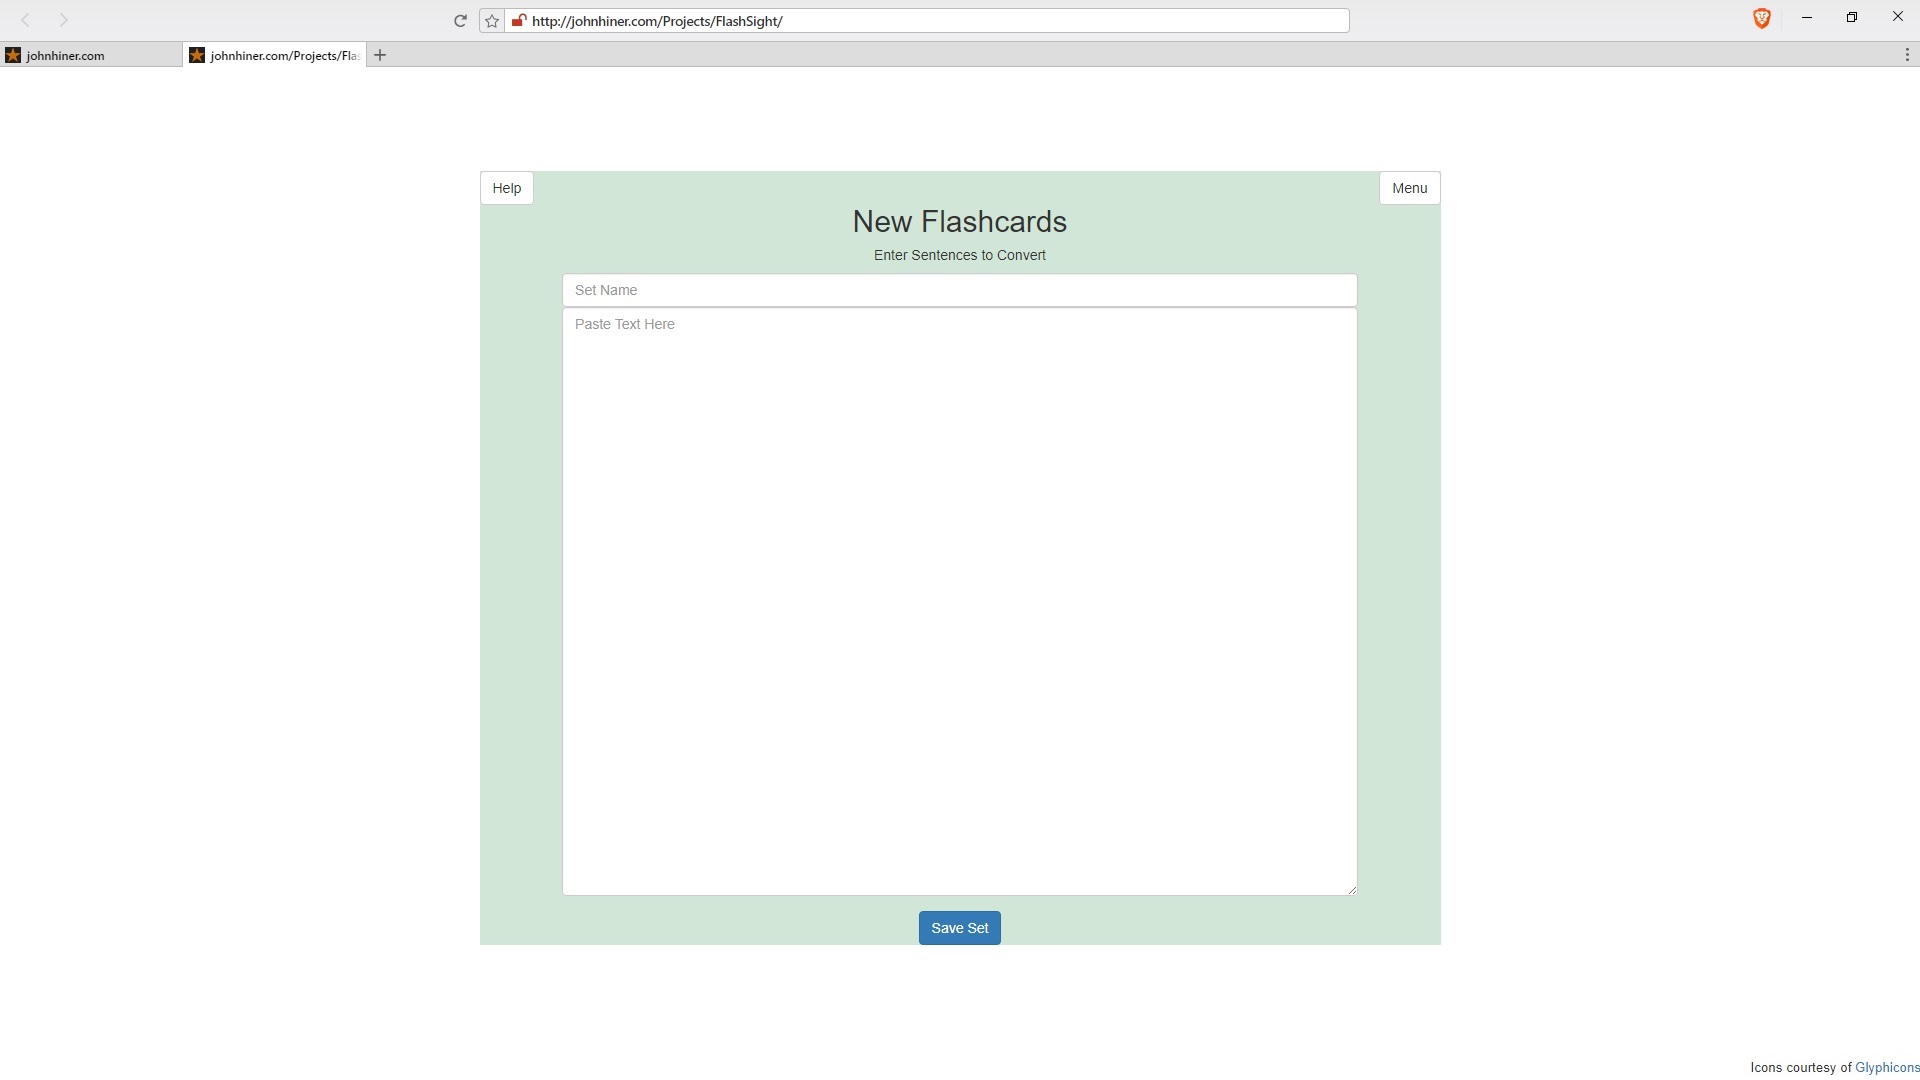 http://johnhiner.com/Projects/FlashSight/
johnhiner.com
johnhiner.com/Projects/Fla
Help
Menu
New Flashcards
Enter Sentences to Convert
Set Name
Paste Text Here
Save Set
Icons courtesy of Glyphicons